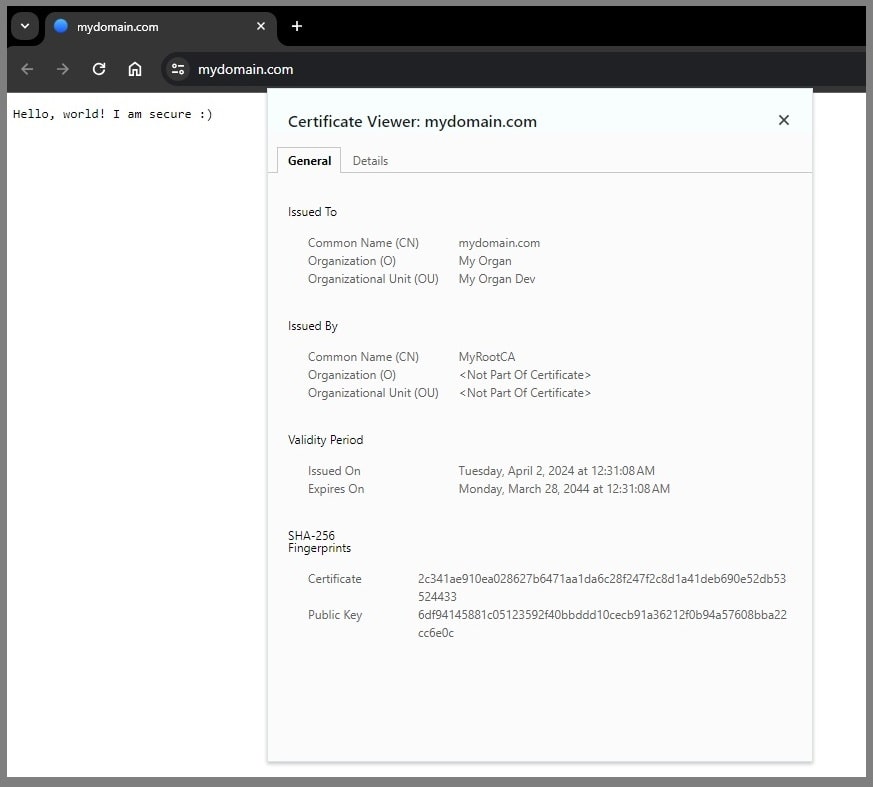 mydomain.com
mydomain.com
Hello, world! I am secure :)
Certificate Viewer: mydomain.com
General Details
Issued To
Common Name (CN) mydomain.com
Organization (O) My Organ
Organizational Unit (OU) My Organ Dev
Issued By
Common Name (CN) MyRootCA
Organization (O) <Not Part Of Certificate>
Organizational Unit (OU) <Not Part Of Certificate>
Validity Period
Issued On Tuesday, April 2, 2024 at 12:31:08 AM
Expires On Monday, March 28, 2044 at 12:31:08 AM
SHA-256
Fingerprints
Certificate 2c341ae910ea028627b6471aa1da6c28f247f2c8d1a41deb690e52db53
524433
Public Key 6df94145881c05123592f40bbddd10cecb91a36212f0b94a57608bba22
cc6e0c